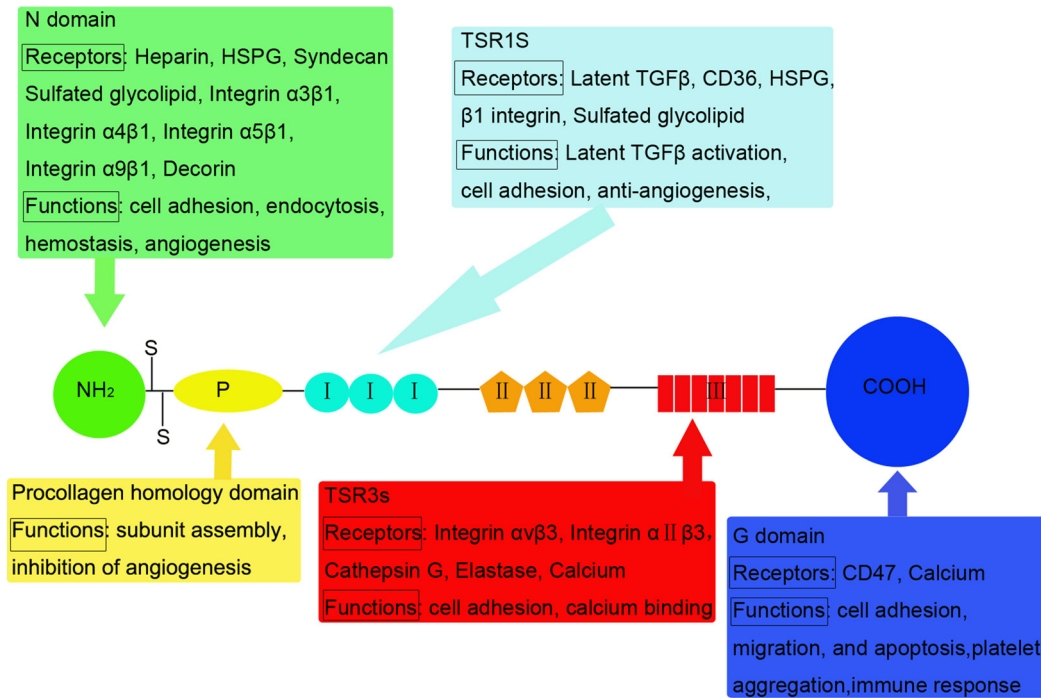 N domain
Receptors: Heparin, HSPG, Syndecan
Sulfated glycolipid, Integrin α3β1,
Integrin α4β1, Integrin α5β1,
Integrin α9β1, Decorin
Functions: cell adhesion, endocytosis,
hemostasis, angiogenesis
TSR1S
Receptors: Latent TGFβ, CD36, HSPG,
β1 integrin, Sulfated glycolipid
Functions: Latent TGFβ activation,
cell adhesion, anti-angiogenesis,
NH₂
S
S
P
I I I
II II II
III
COOH
Procollagen homology domain
Functions: subunit assembly,
inhibition of angiogenesis
TSR3s
Receptors: Integrin αvβ3, Integrin αⅡβ3,
Cathepsin G, Elastase, Calcium
Functions: cell adhesion, calcium binding
G domain
Receptors: CD47, Calcium
Functions: cell adhesion,
migration, and apoptosis,platelet
aggregation,immune response